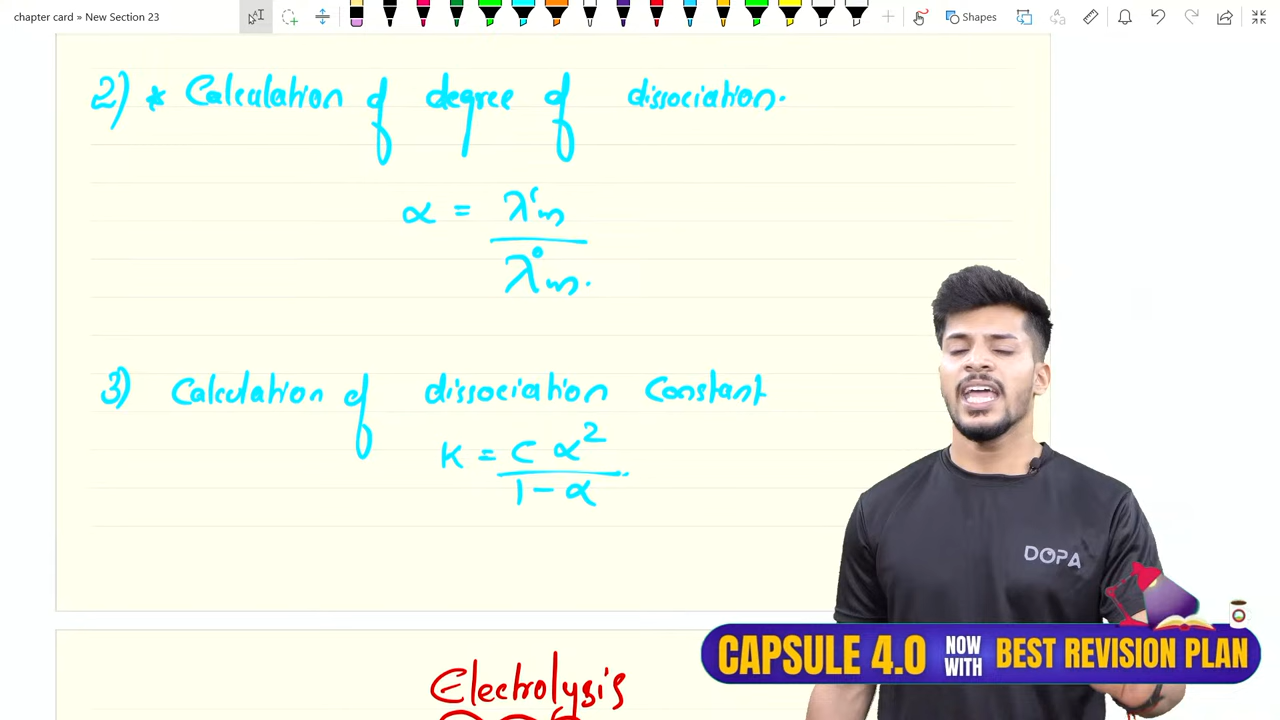 chapter card » New Section 23
Shapes
2) * Calculation of degree of dissociation.
α = λᶜm
λ°m.
3) Calculation of dissociation Constant
K = C α²
1 - α
DOPA
CAPSULE 4.0 NOW WITH BEST REVISION PLAN
Electrolysis